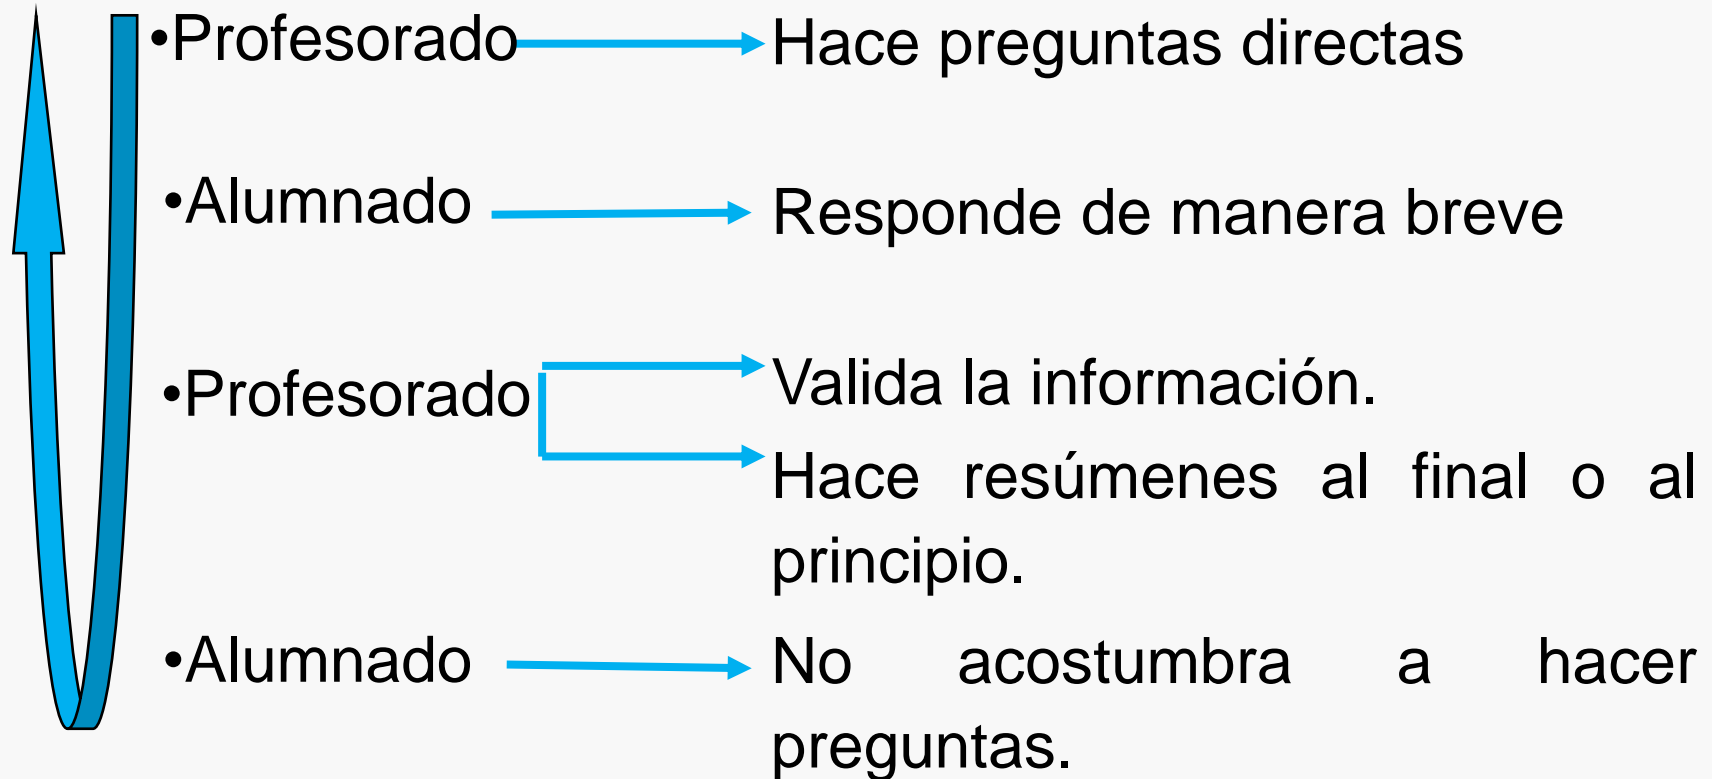 •Profesorado Hace preguntas directas
•Alumnado Responde de manera breve
•Profesorado Valida la información.
Hace resúmenes al final o al
principio.
•Alumnado No acostumbra a hacer
preguntas.